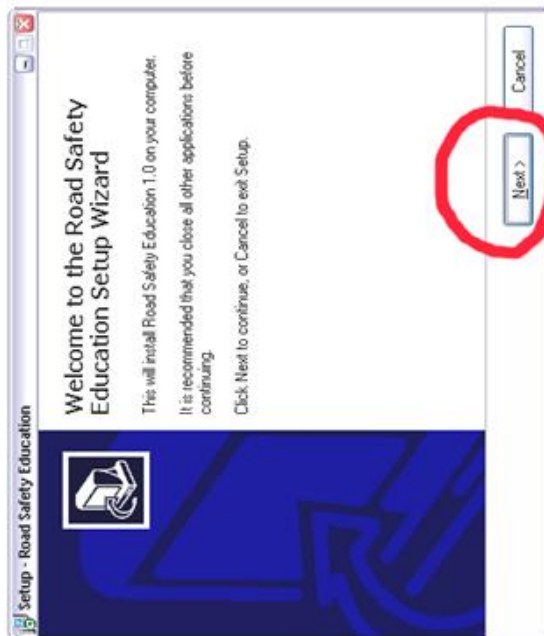 Setup - Road Safety Education
Welcome to the Road Safety
Education Setup Wizard
This will install Road Safety Education 1.0 on your computer.
It is recommended that you close all other applications before
continuing.
Click Next to continue, or Cancel to exit Setup.
Next >
Cancel